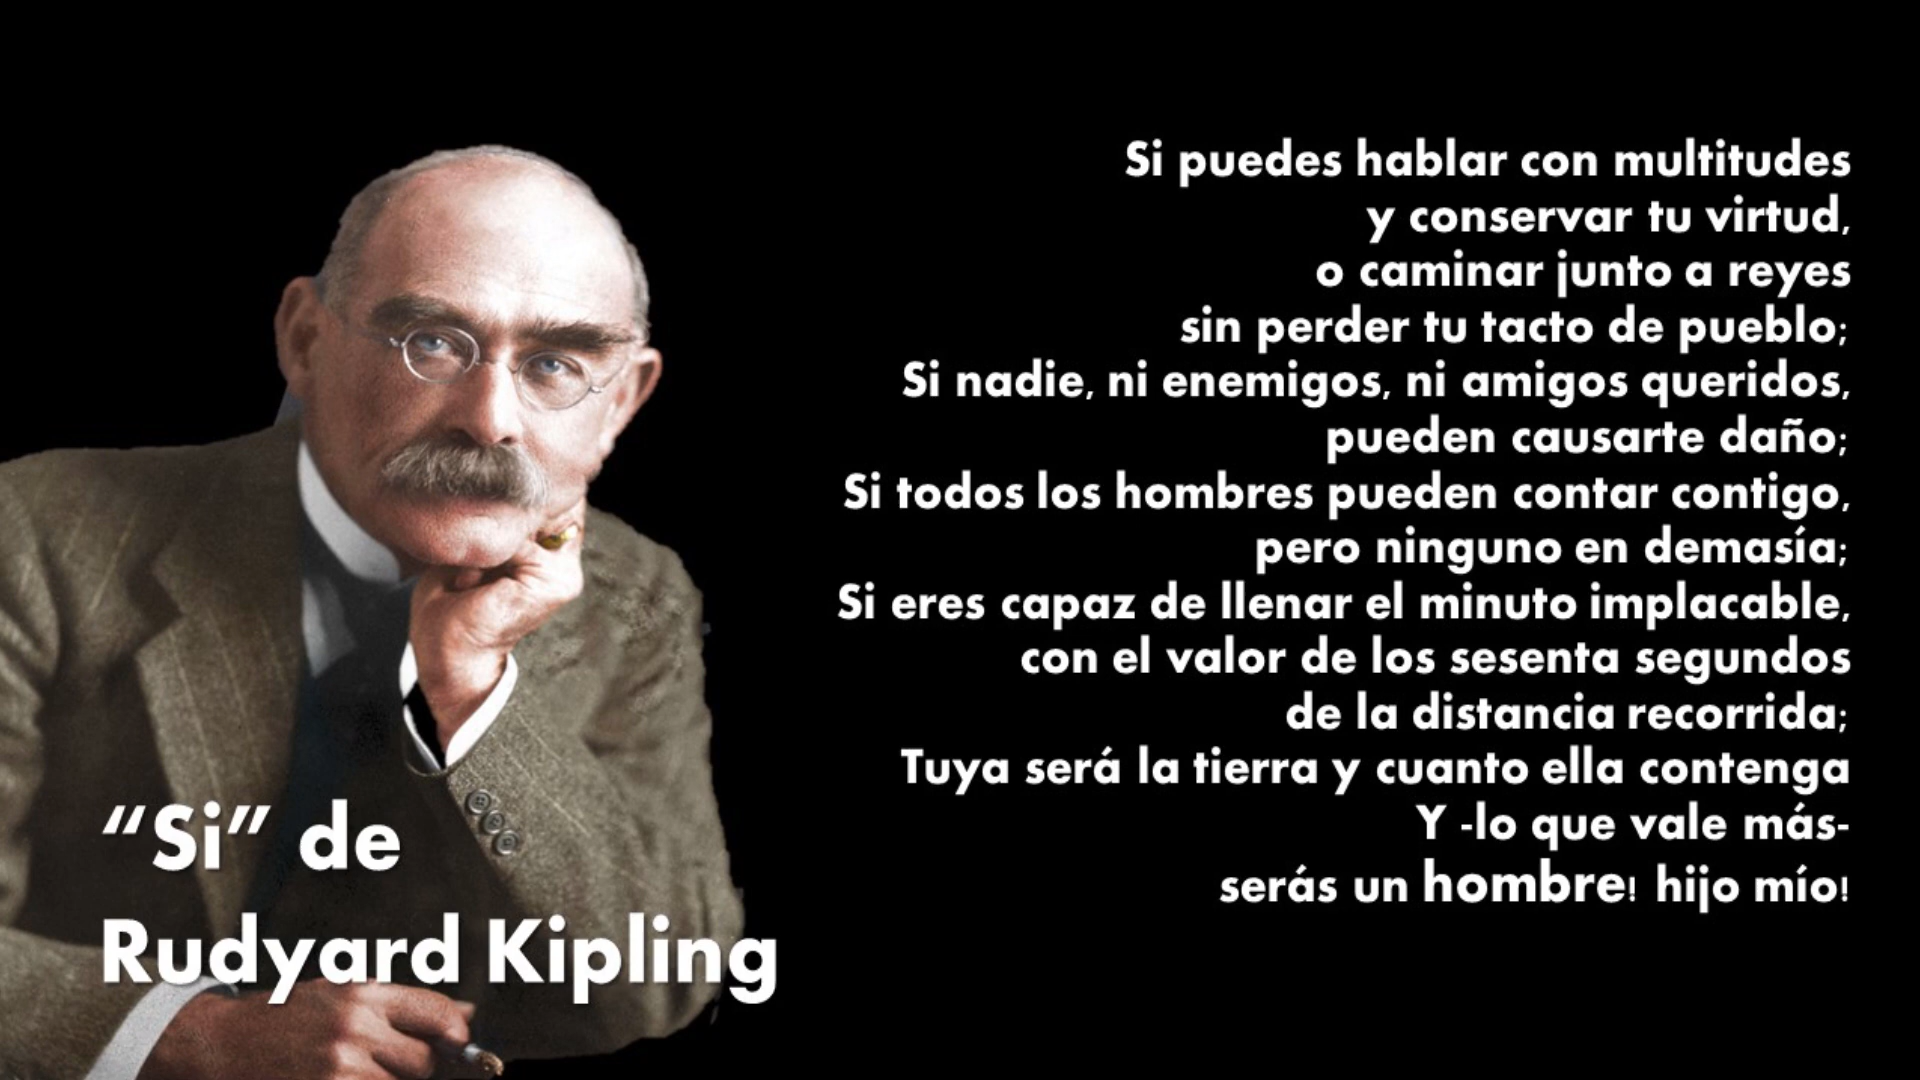 Si puedes hablar con multitudes
y conservar tu virtud,
o caminar junto a reyes
sin perder tu tacto de pueblo;
Si nadie, ni enemigos, ni amigos queridos,
pueden causarte daño;
Si todos los hombres pueden contar contigo,
pero ninguno en demasía;
Si eres capaz de llenar el minuto implacable,
con el valor de los sesenta segundos
de la distancia recorrida;
Tuya será la tierra y cuanto ella contenga
Y -lo que vale más-
serás un hombre! hijo mío!
“Si” de
Rudyard Kipling